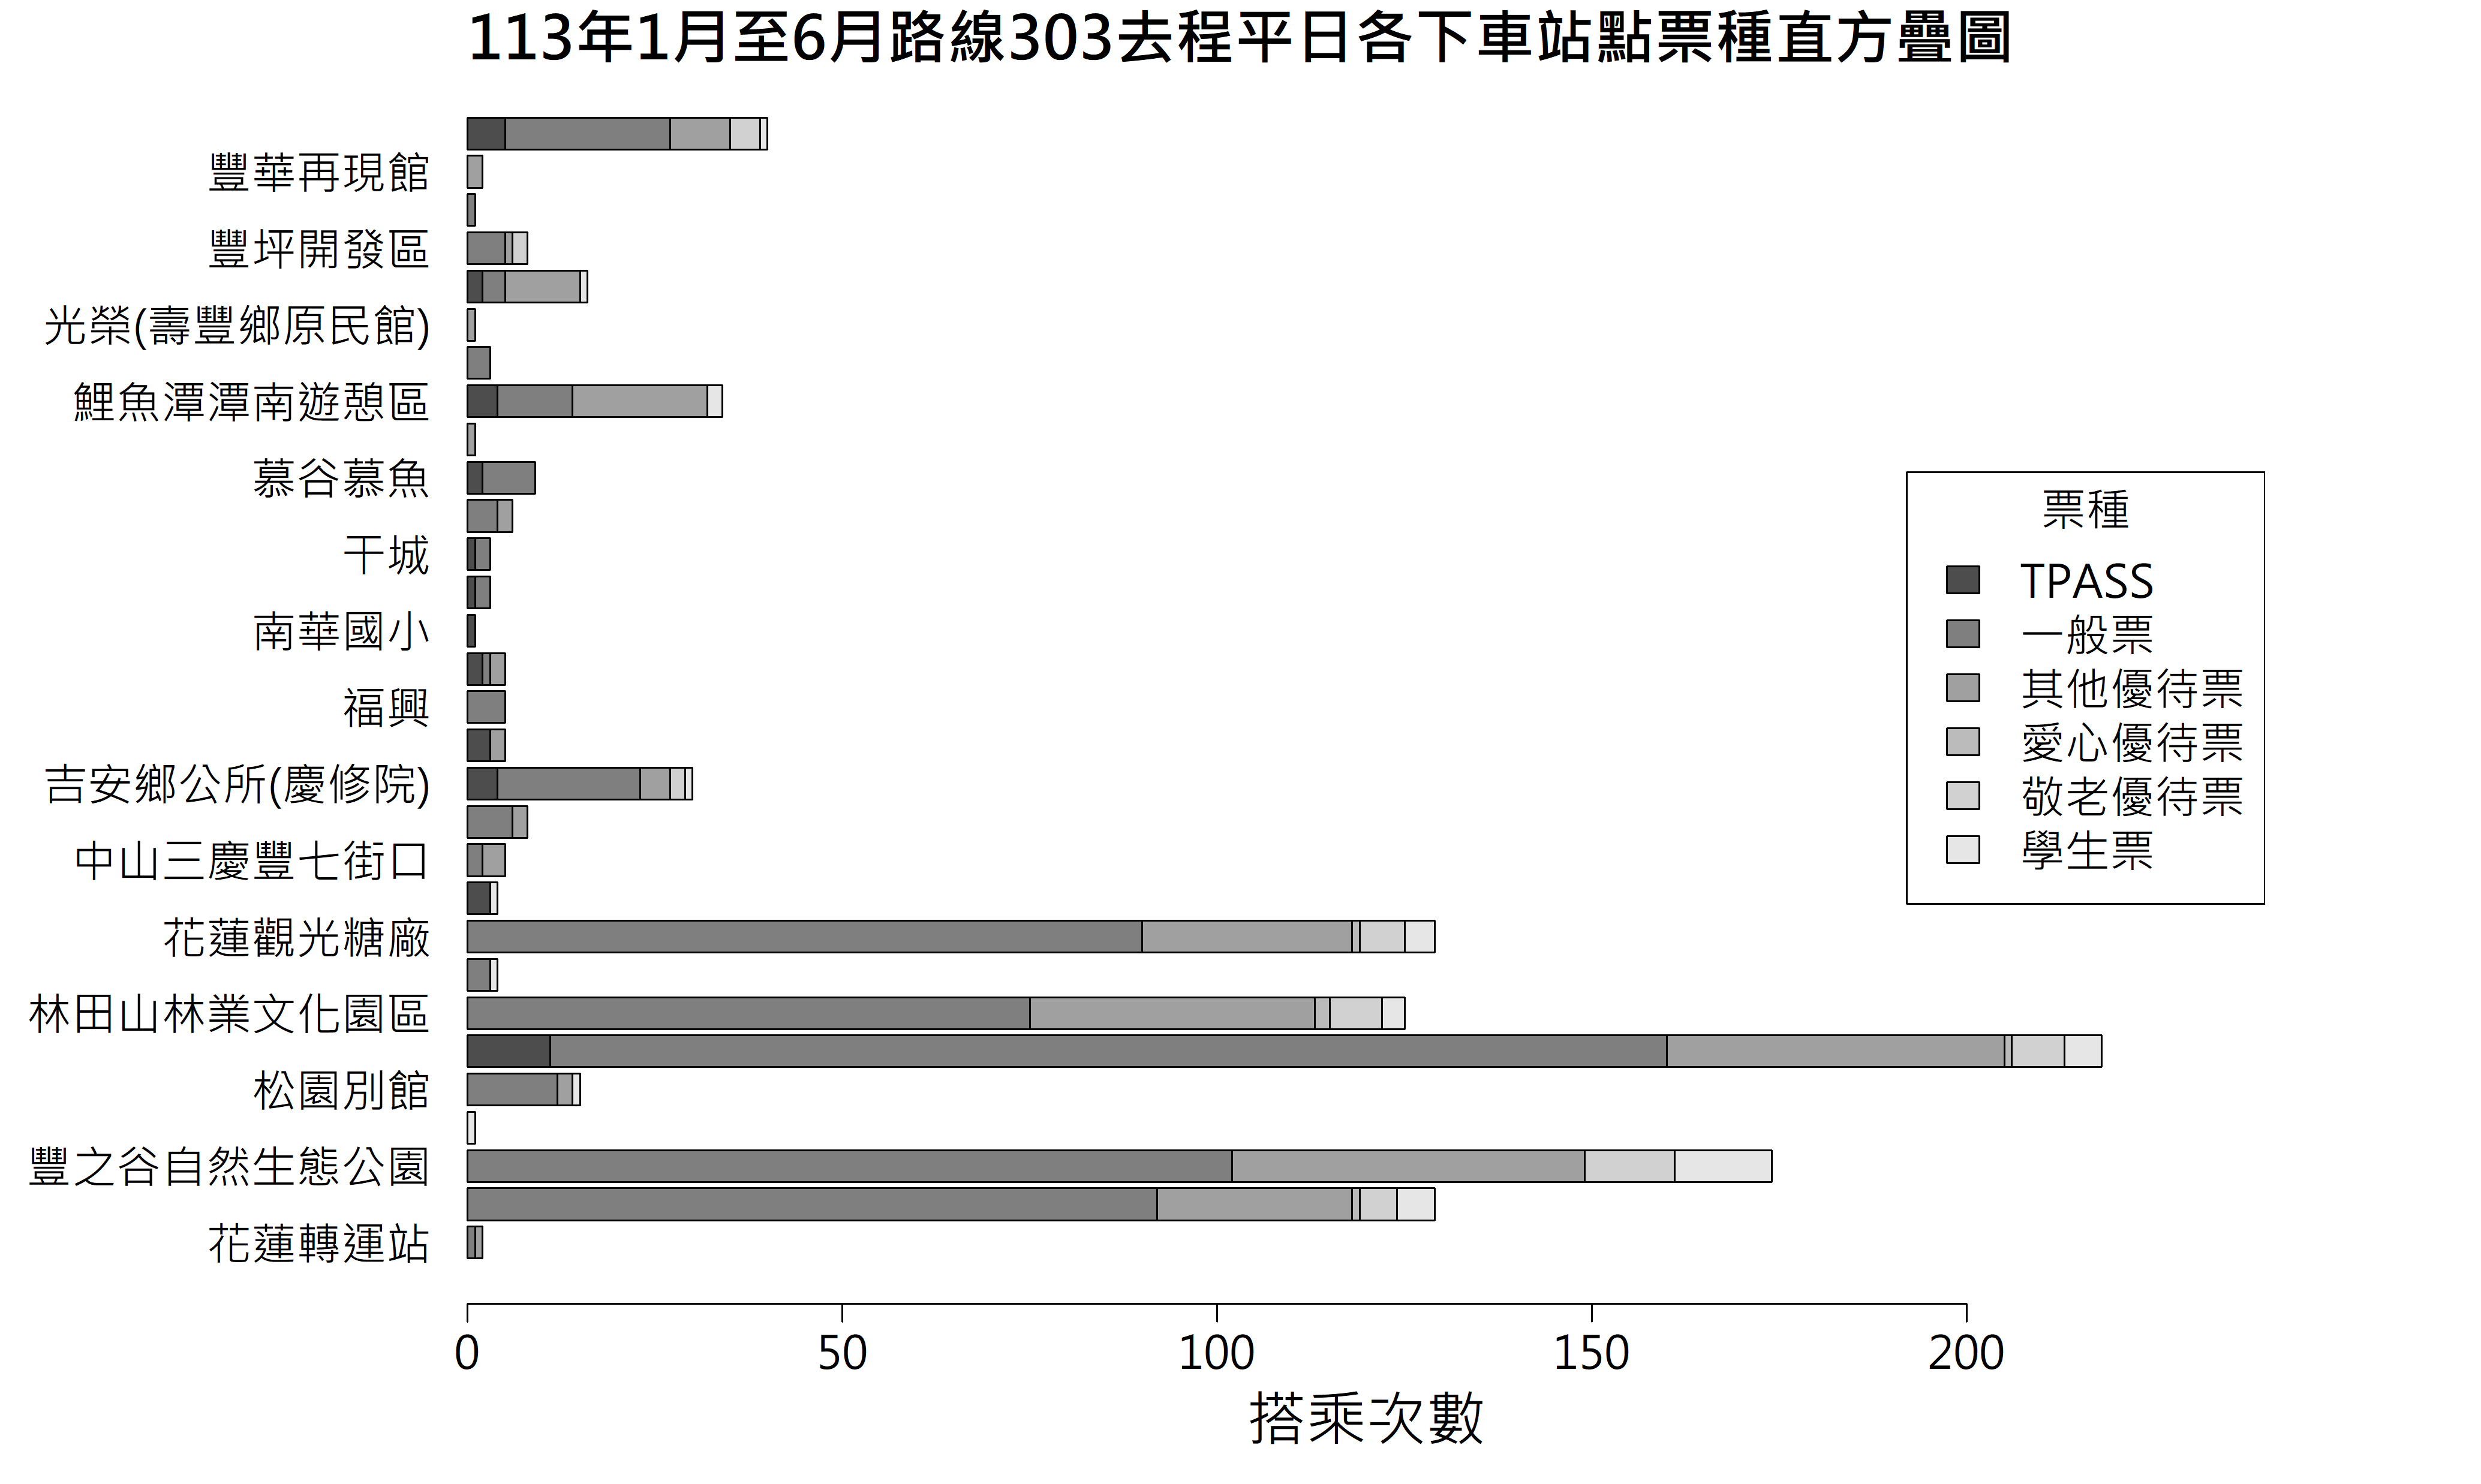 113年1月至6月路線303去程平日各下車站點票種直方疊圖
豐華再現館
豐坪開發區
光榮(壽豐鄉原民館)
鯉魚潭潭南遊憩區
慕谷慕魚
干城
南華國小
福興
吉安鄉公所(慶修院)
中山三慶豐七街口
花蓮觀光糖廠
林田山林業文化園區
松園別館
豐之谷自然生態公園
花蓮轉運站
票種
TPASS
一般票
其他優待票
愛心優待票
敬老優待票
學生票
0 50 100 150 200
搭乘次數